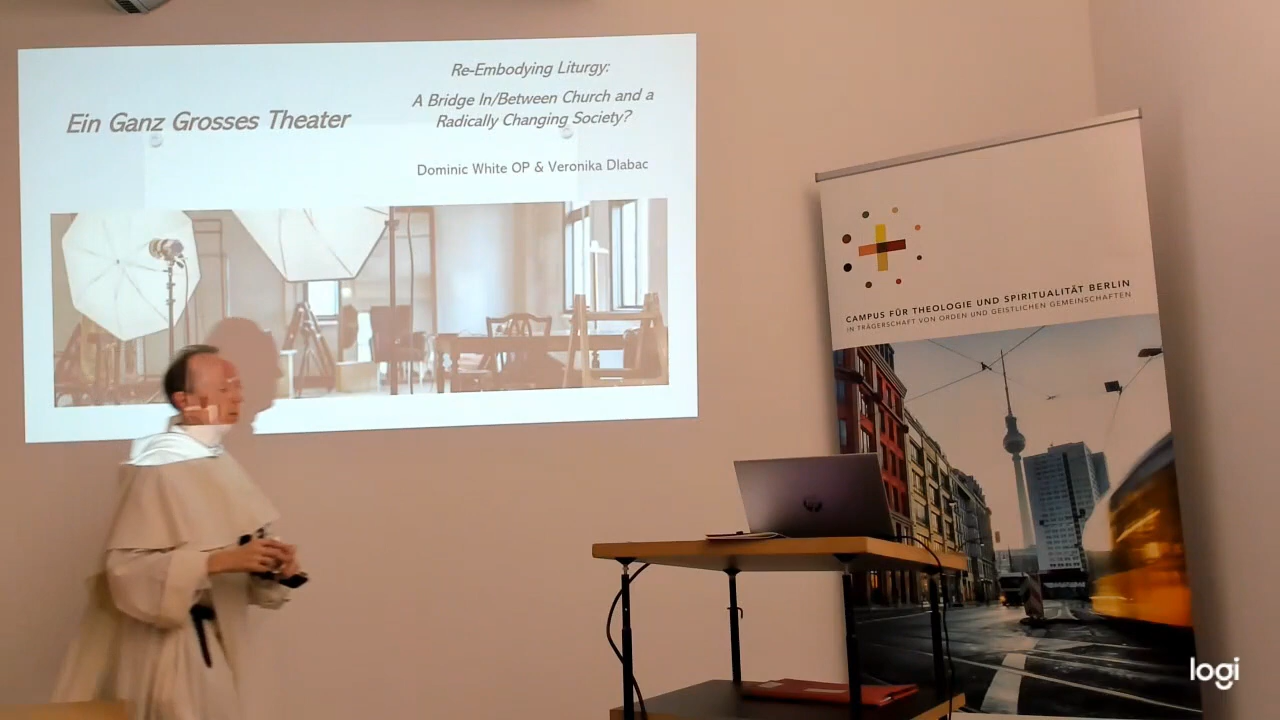 Ein Ganz Grosses Theater
Re-Embodying Liturgy:
A Bridge In/Between Church and a
Radically Changing Society?
Dominic White OP & Veronika Dlabac
CAMPUS FÜR THEOLOGIE UND SPIRITUALITÄT BERLIN
IN TRÄGERSCHAFT VON ORDEN UND GEISTLICHEN GEMEINSCHAFTEN
hp
logi